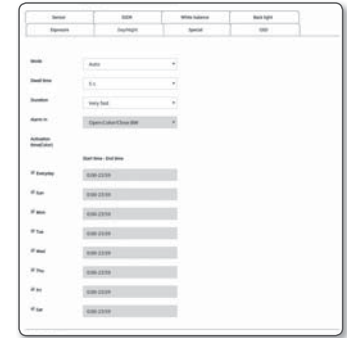 Sensor SSDR White balance Back light
Exposure Day/Night Special OSD
Mode Auto
Dwell time 5 s
Duration Very fast
Alarm In Open:Color/Close:BW
Activation
time(Color)
Start time - End time
Everyday 0:00-23:59
Sun 0:00-23:59
Mon 0:00-23:59
Tue 0:00-23:59
Wed 0:00-23:59
Thu 0:00-23:59
Fri 0:00-23:59
Sat 0:00-23:59